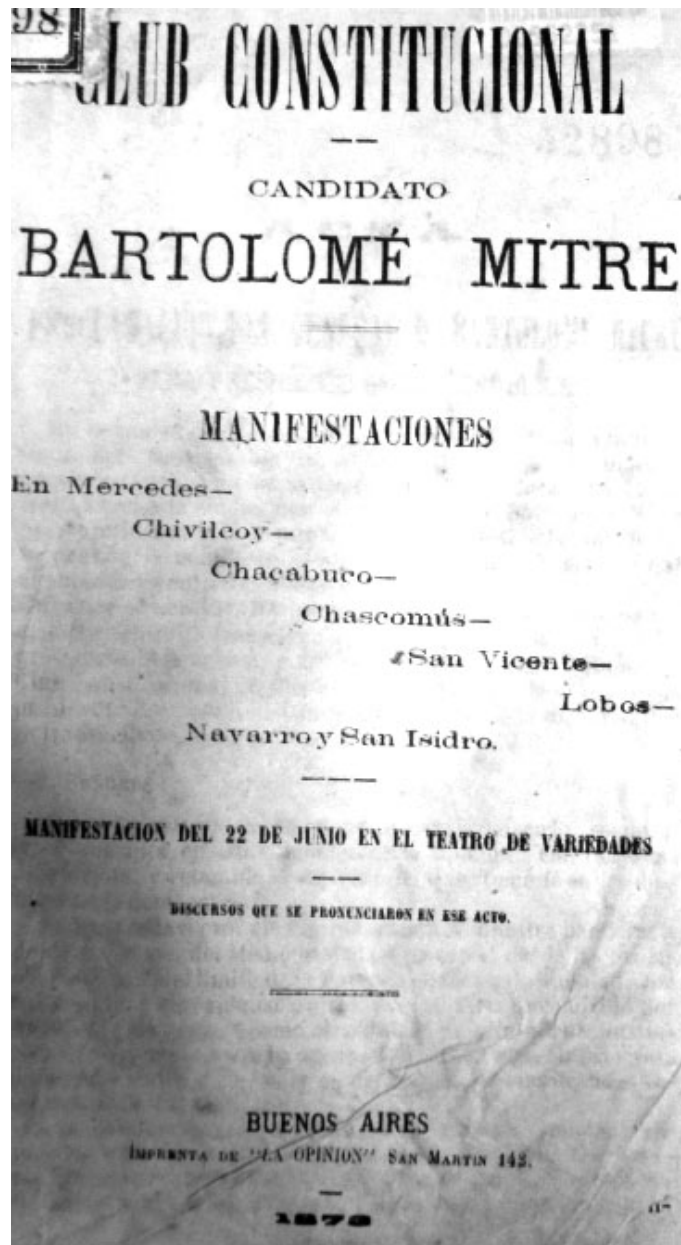 98
CLUB CONSTITUCIONAL
CANDIDATO
BARTOLOMÉ MITRE
MANIFESTACIONES
En Mercedes—
Chivilcoy—
Chacabuco—
Chascomús—
San Vicente—
Lobos—
Navarro y San Isidro.
MANIFESTACION DEL 22 DE JUNIO EN EL TEATRO DE VARIEDADES
DISCURSOS QUE SE PRONUNCIARON EN ESE ACTO.
BUENOS AIRES
IMPRENTA DE "LA OPINION" SAN MARTIN 142.
1873